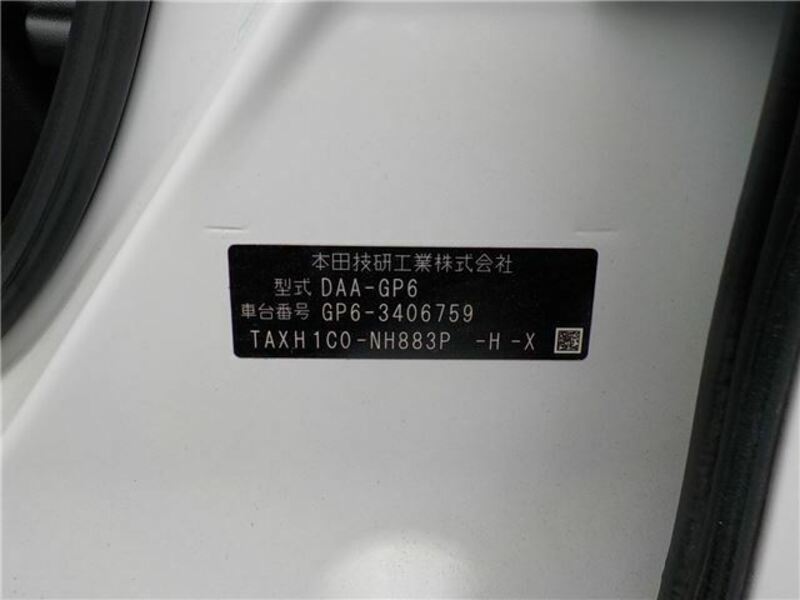 本田技研工業株式会社
型式 DAA-GP6
車台番号 GP6-3406759
TAXH1C0-NH883P -H -X